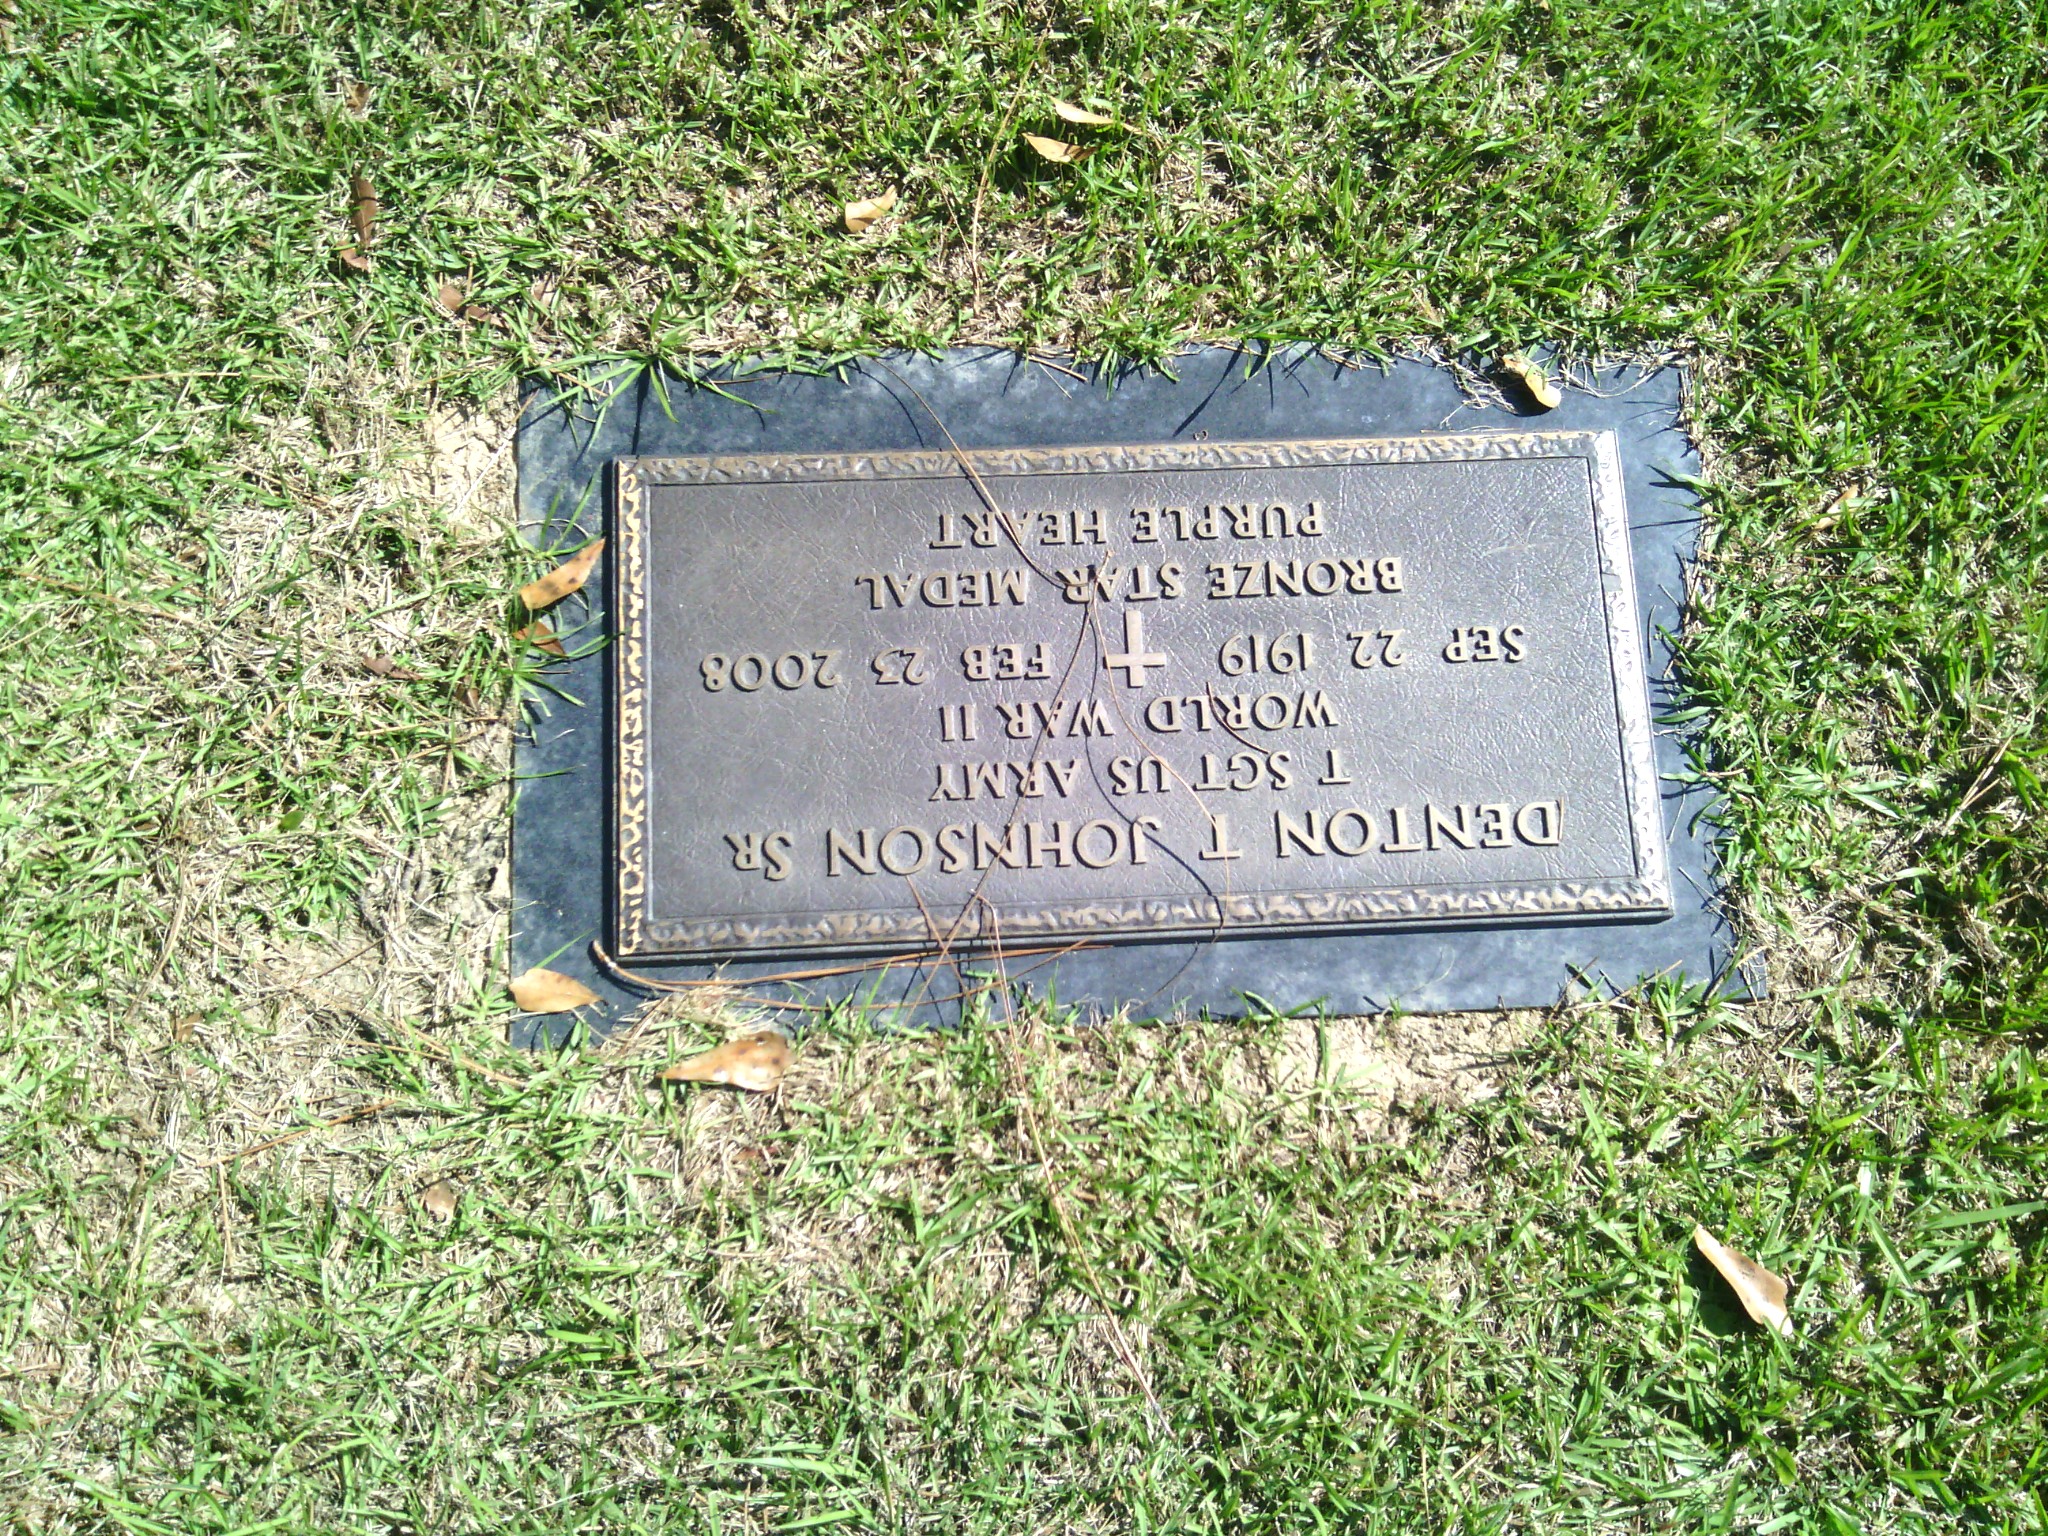 DENTON T JOHNSON SR
T SGT US ARMY
WORLD WAR II
SEP 22 1919 FEB 23 2008
BRONZE STAR MEDAL
PURPLE HEART